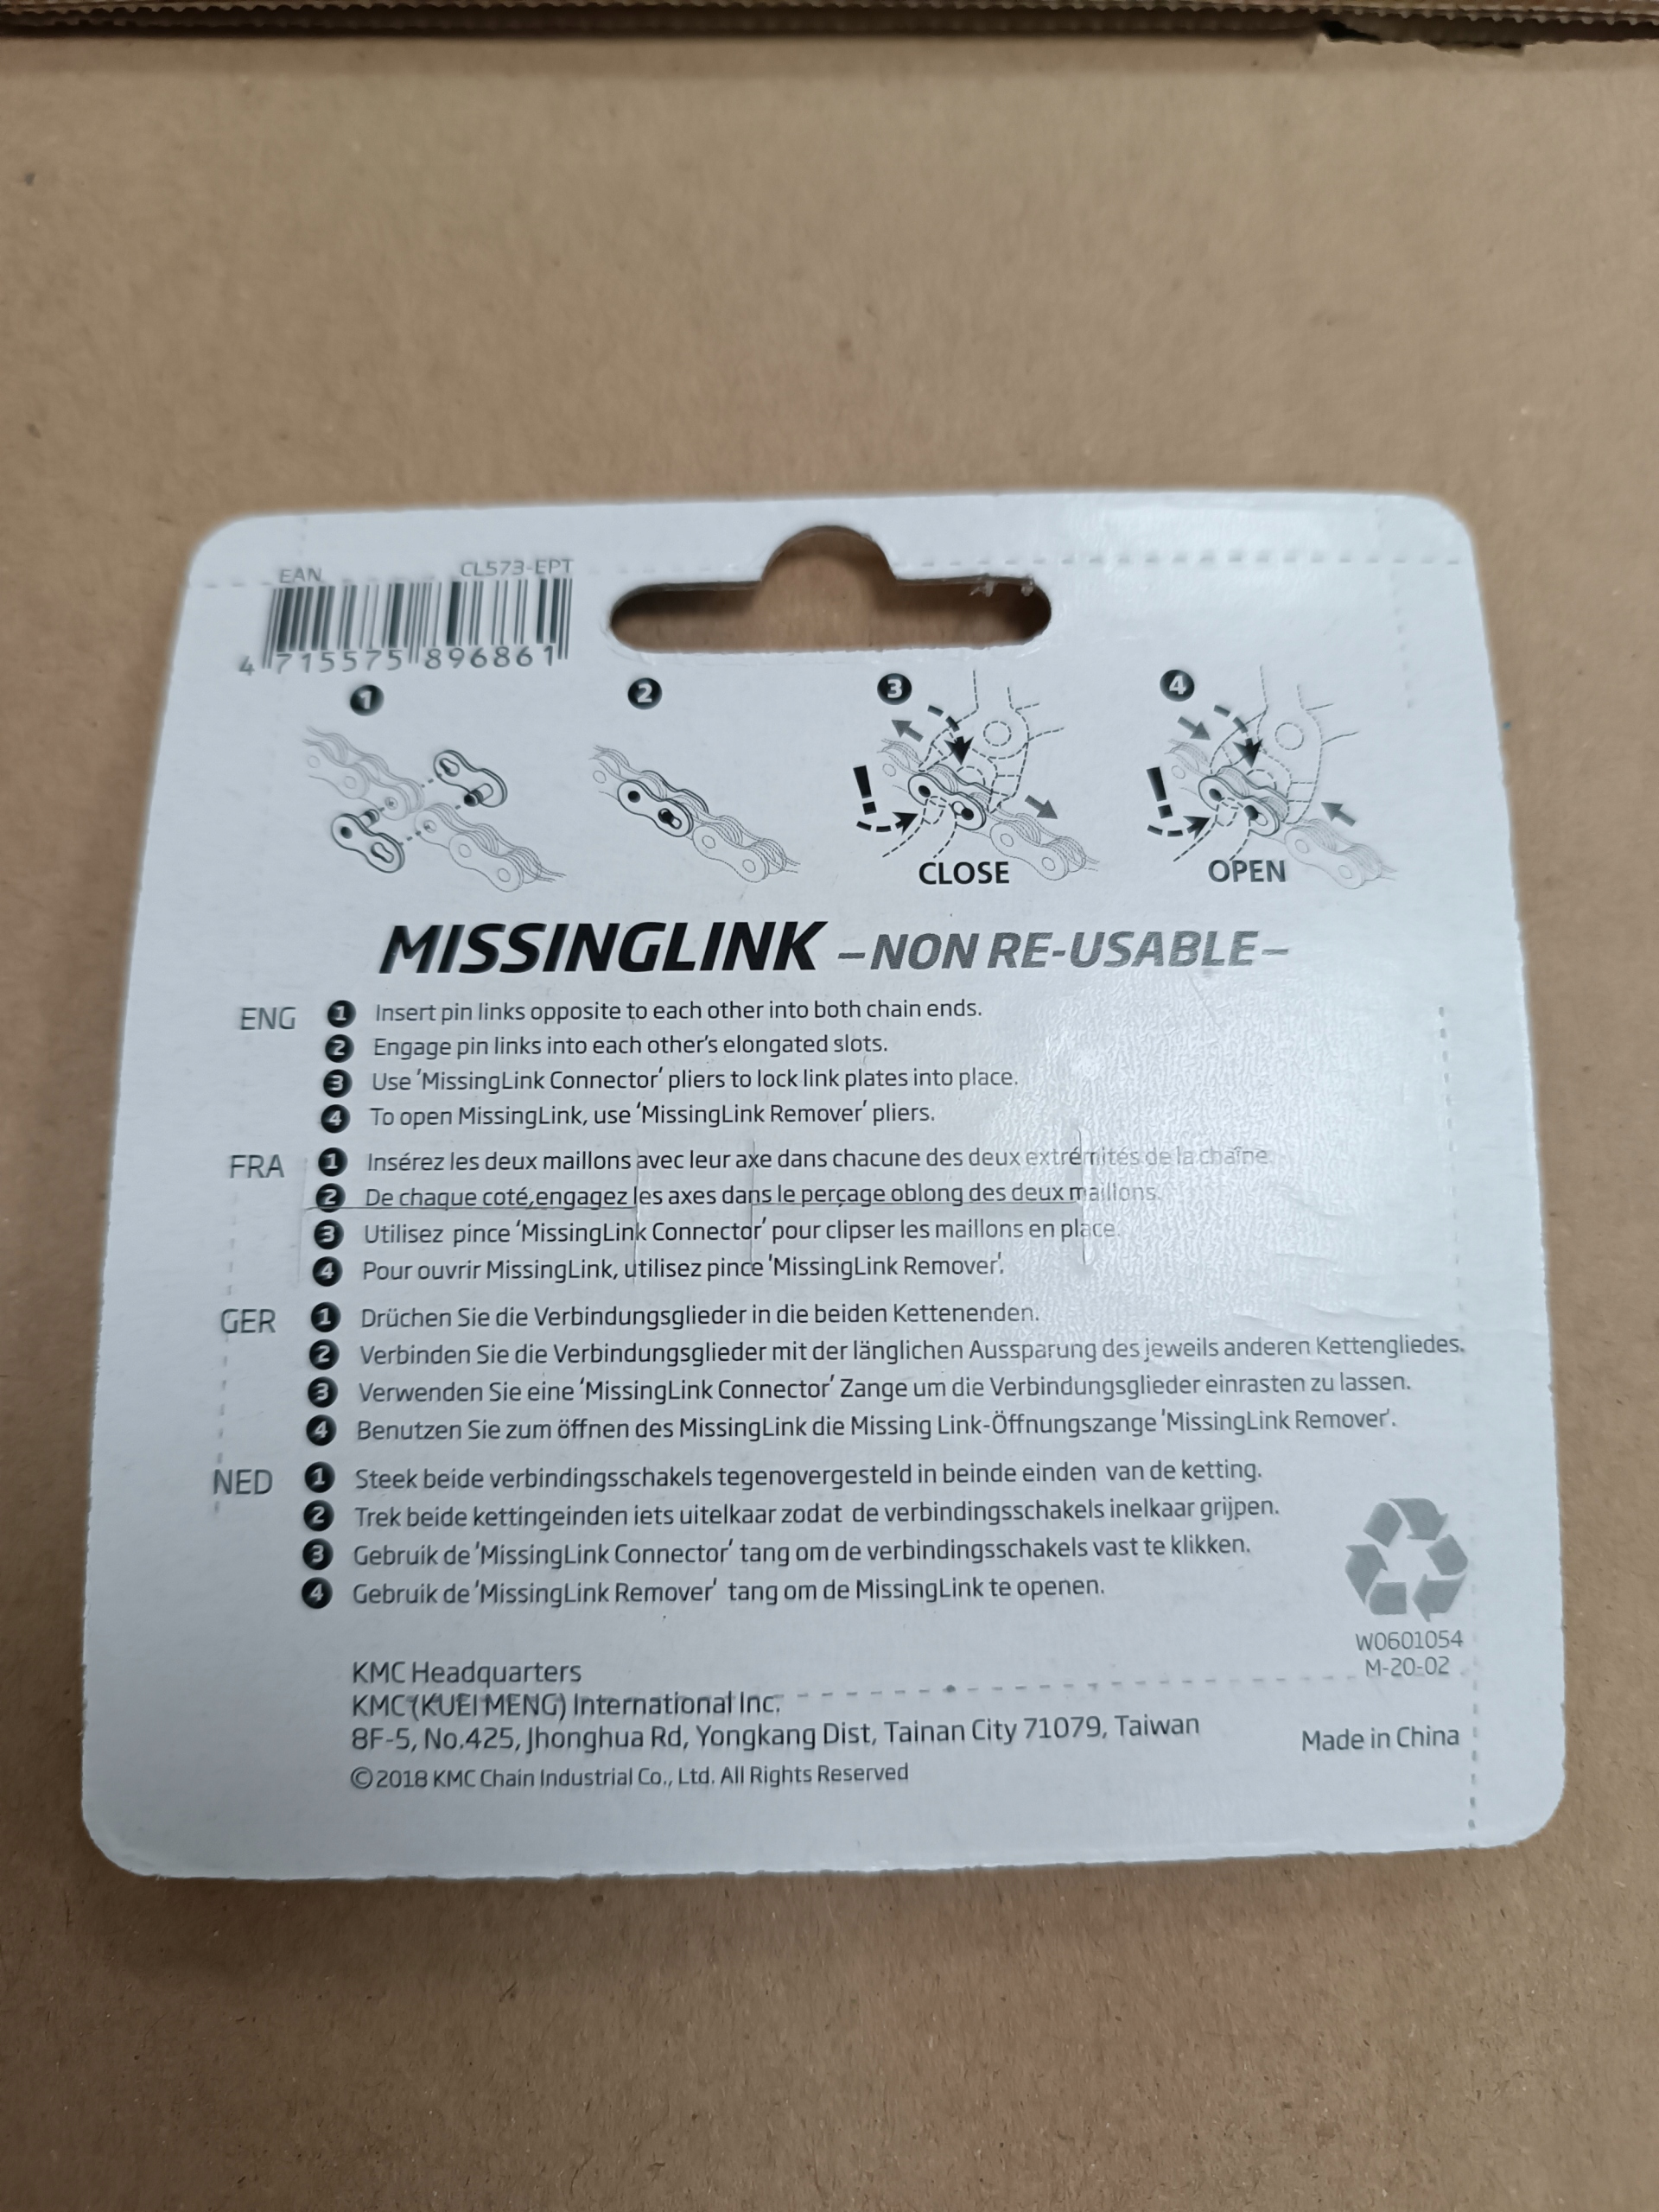 EAN CL573-EPT
4 715575 896861
1 2 3 4
! !
CLOSE OPEN
MISSINGLINK –NON RE-USABLE–
ENG 1 Insert pin links opposite to each other into both chain ends.
2 Engage pin links into each other's elongated slots.
3 Use 'MissingLink Connector' pliers to lock link plates into place.
4 To open MissingLink, use 'MissingLink Remover' pliers.
FRA 1 Insérez les deux maillons avec leur axe dans chacune des deux extrémités de la chaîne.
2 De chaque coté,engagez les axes dans le perçage oblong des deux maillons.
3 Utilisez pince 'MissingLink Connector' pour clipser les maillons en place.
4 Pour ouvrir MissingLink, utilisez pince 'MissingLink Remover'.
GER 1 Drüchen Sie die Verbindungsglieder in die beiden Kettenenden.
2 Verbinden Sie die Verbindungsglieder mit der länglichen Aussparung des jeweils anderen Kettengliedes.
3 Verwenden Sie eine 'MissingLink Connector' Zange um die Verbindungsglieder einrasten zu lassen.
4 Benutzen Sie zum öffnen des MissingLink die Missing Link-Öffnungszange 'MissingLink Remover'.
NED 1 Steek beide verbindingsschakels tegenovergesteld in beinde einden van de ketting.
2 Trek beide kettingeinden iets uitelkaar zodat de verbindingsschakels inelkaar grijpen.
3 Gebruik de 'MissingLink Connector' tang om de verbindingsschakels vast te klikken.
4 Gebruik de 'MissingLink Remover' tang om de MissingLink te openen.
W0601054
M-20-02
KMC Headquarters
KMC (KUEI MENG) International Inc.
8F-5, No.425, Jhonghua Rd, Yongkang Dist, Tainan City 71079, Taiwan
Made in China
©2018 KMC Chain Industrial Co., Ltd. All Rights Reserved